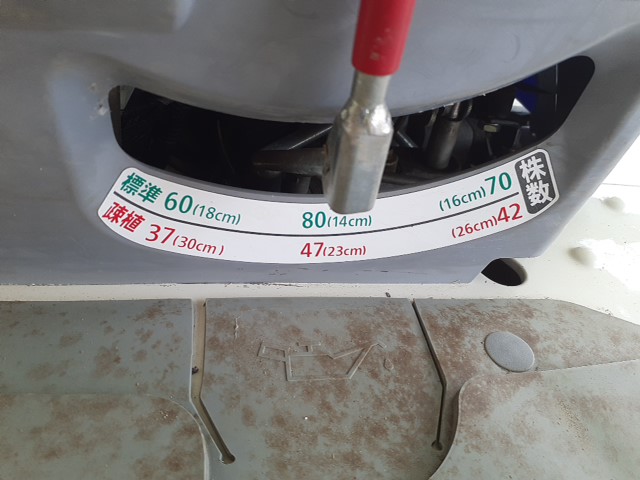 標準 60(18cm) 80(14cm) (16cm)70
疎植 37(30cm) 47(23cm) (26cm)42
株数